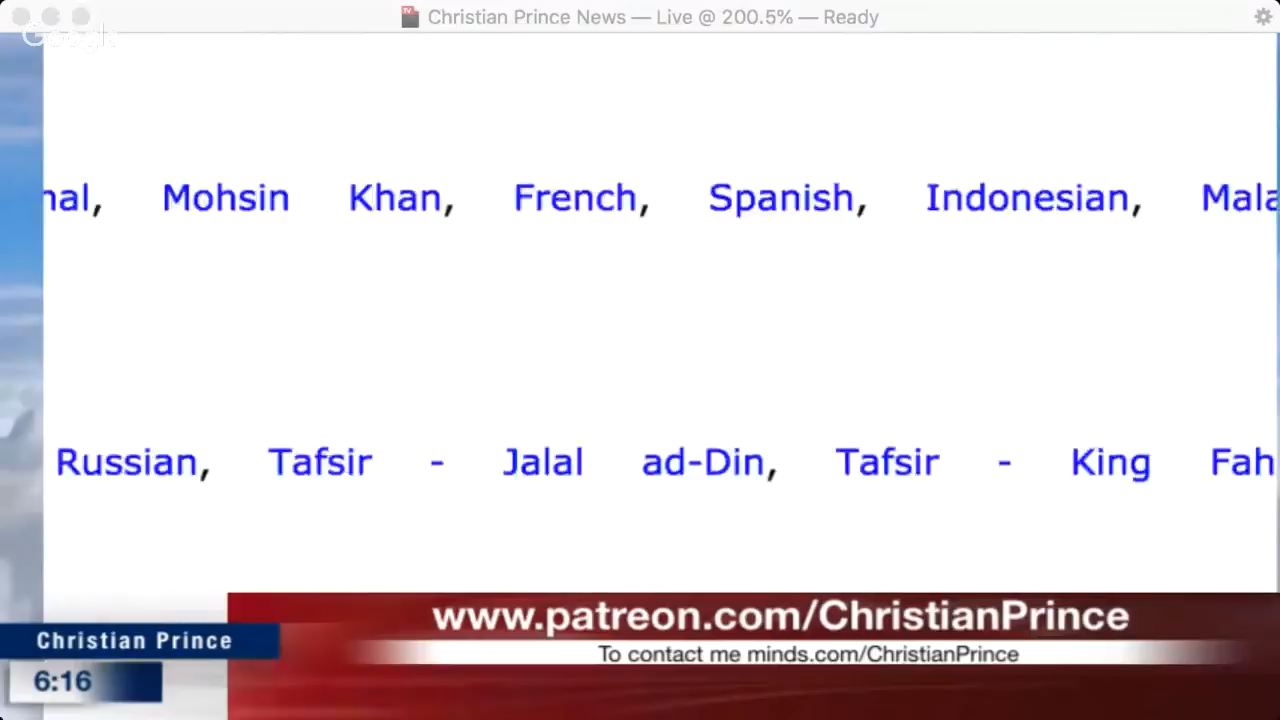 Christian Prince News — Live @ 200.5% — Ready
Google
nal, Mohsin Khan, French, Spanish, Indonesian, Mala
Russian, Tafsir - Jalal ad-Din, Tafsir - King Fah
www.patreon.com/ChristianPrince
To contact me minds.com/ChristianPrince
Christian Prince
6:16